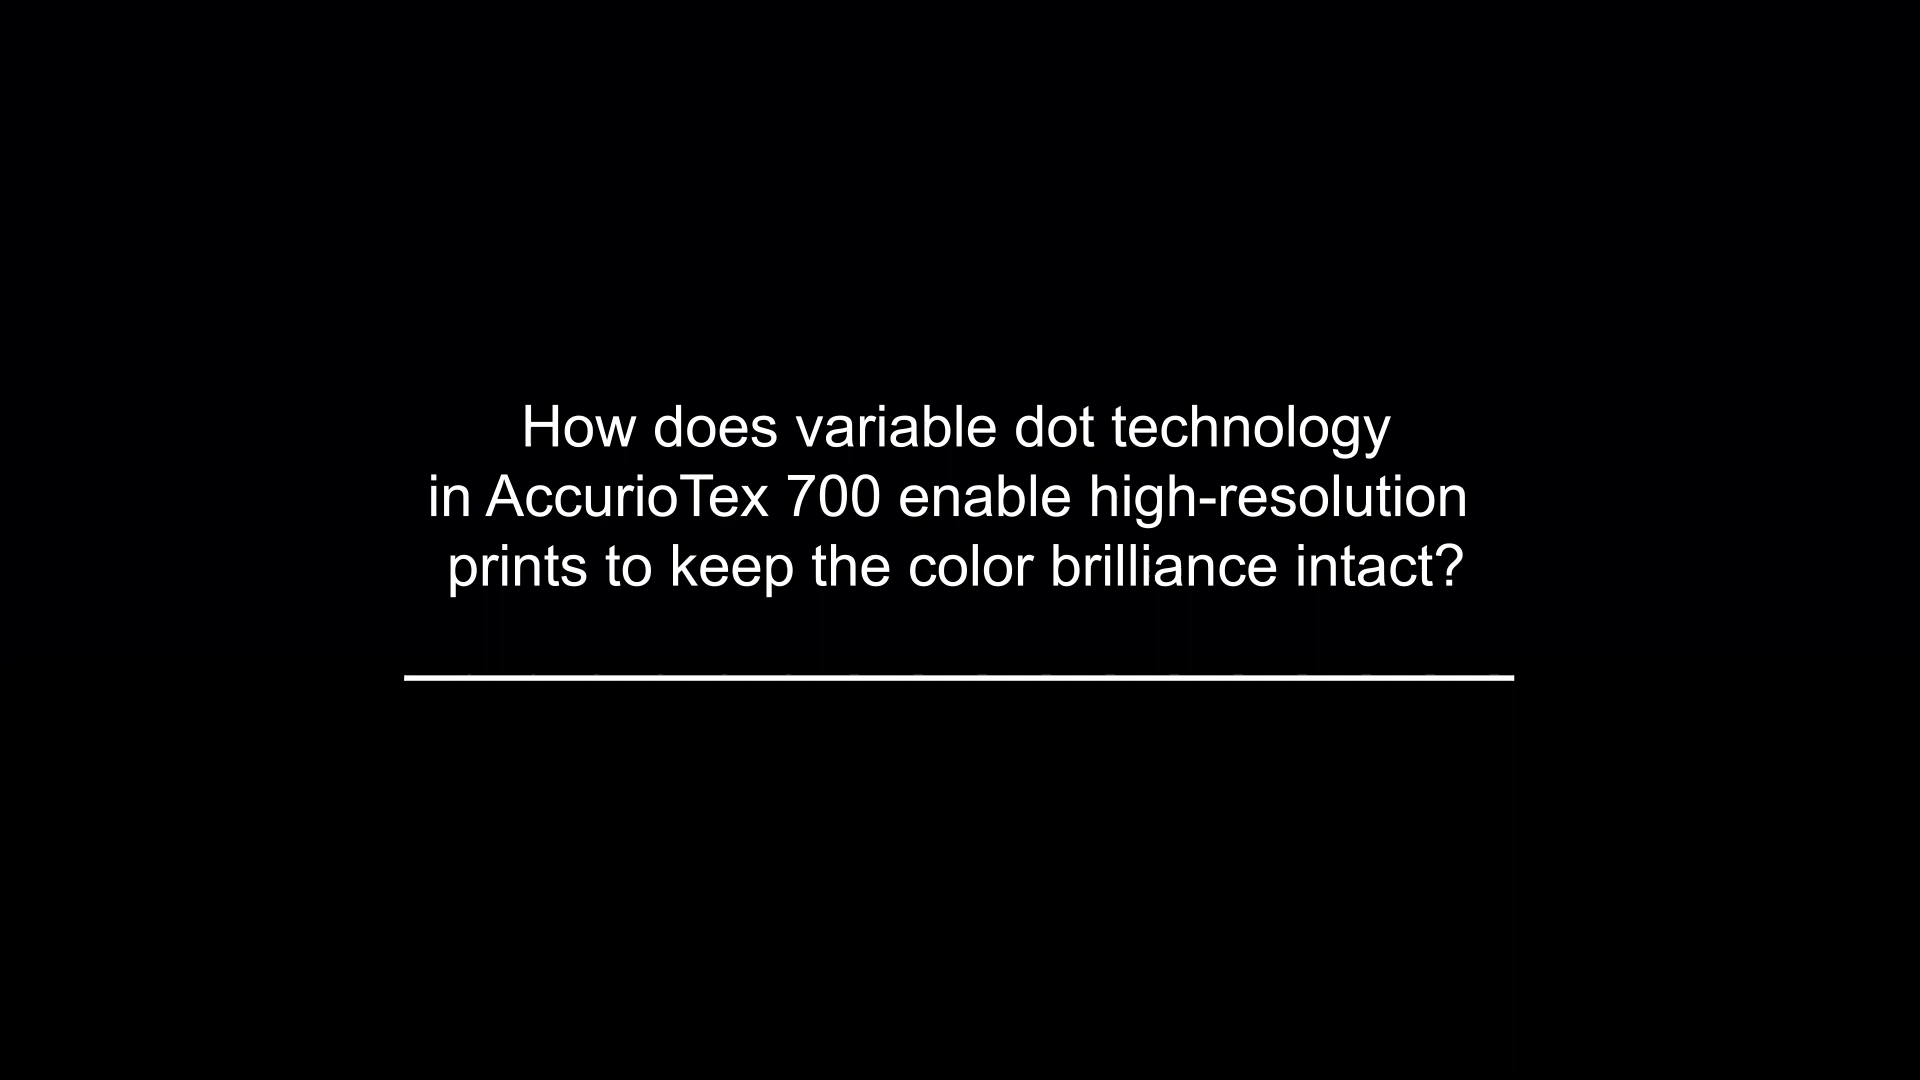 How does variable dot technology
in AccurioTex 700 enable high-resolution
prints to keep the color brilliance intact?